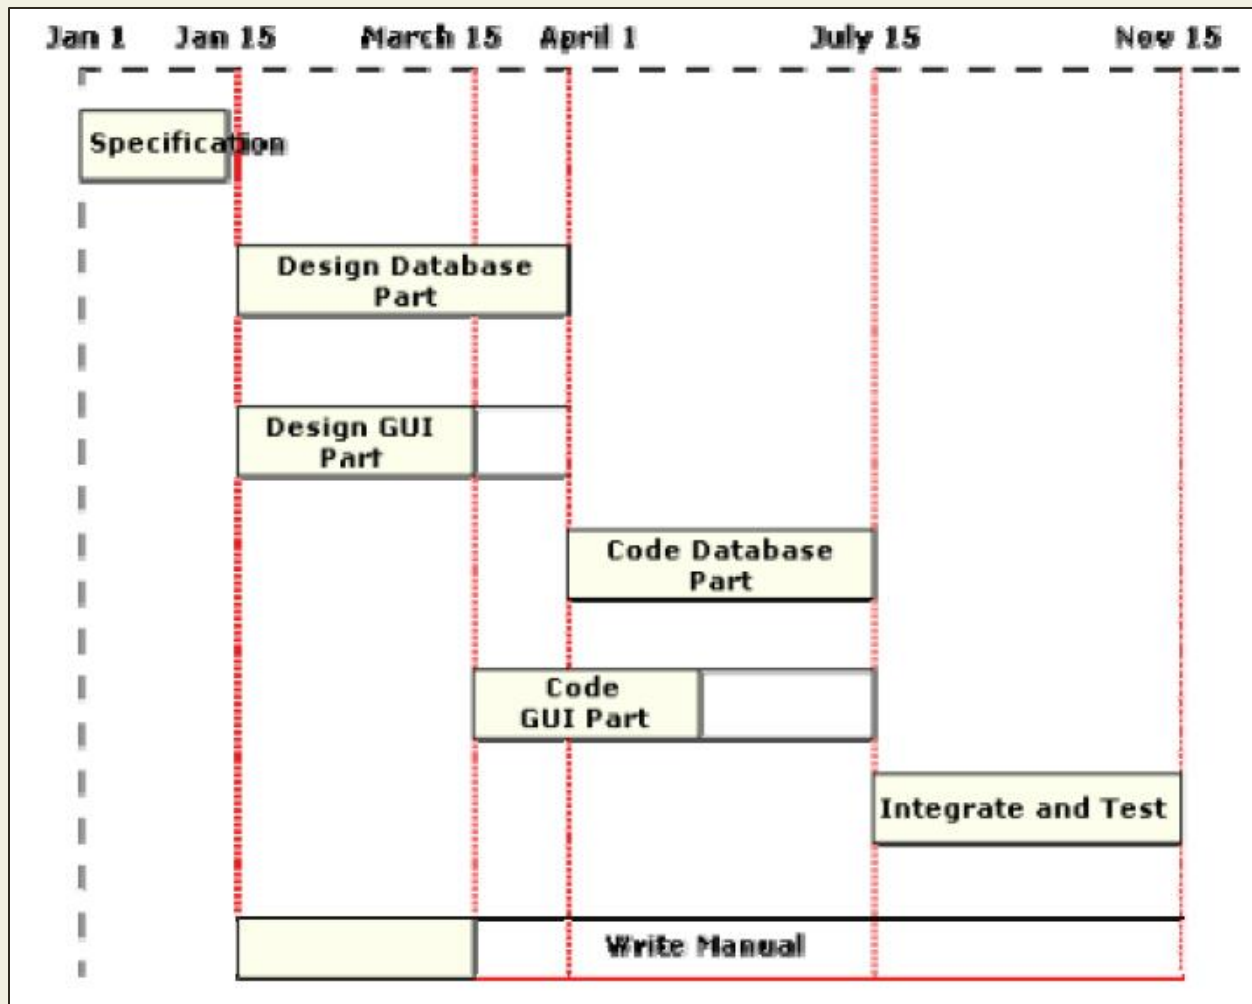 Jan 1 Jan 15 March 15 April 1 July 15 Nov 15
Specification
Design Database
Part
Design GUI
Part
Code Database
Part
Code
GUI Part
Integrate and Test
Write Manual